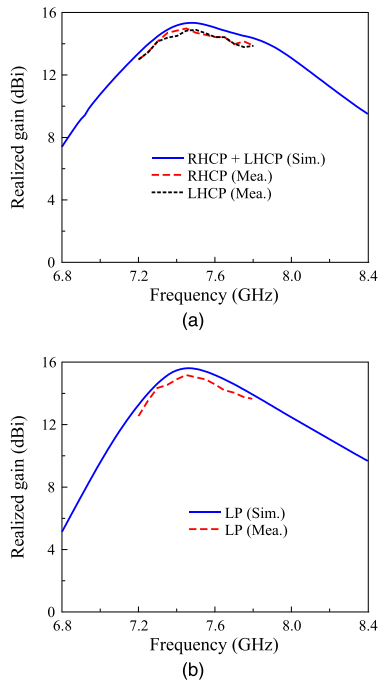 16
12
8
4
0
Realized gain (dBi)
RHCP + LHCP (Sim.)
RHCP (Mea.)
LHCP (Mea.)
6.8 7.2 7.6 8.0 8.4
Frequency (GHz)
(a)
16
12
8
4
0
Realized gain (dBi)
LP (Sim.)
LP (Mea.)
6.8 7.2 7.6 8.0 8.4
Frequency (GHz)
(b)